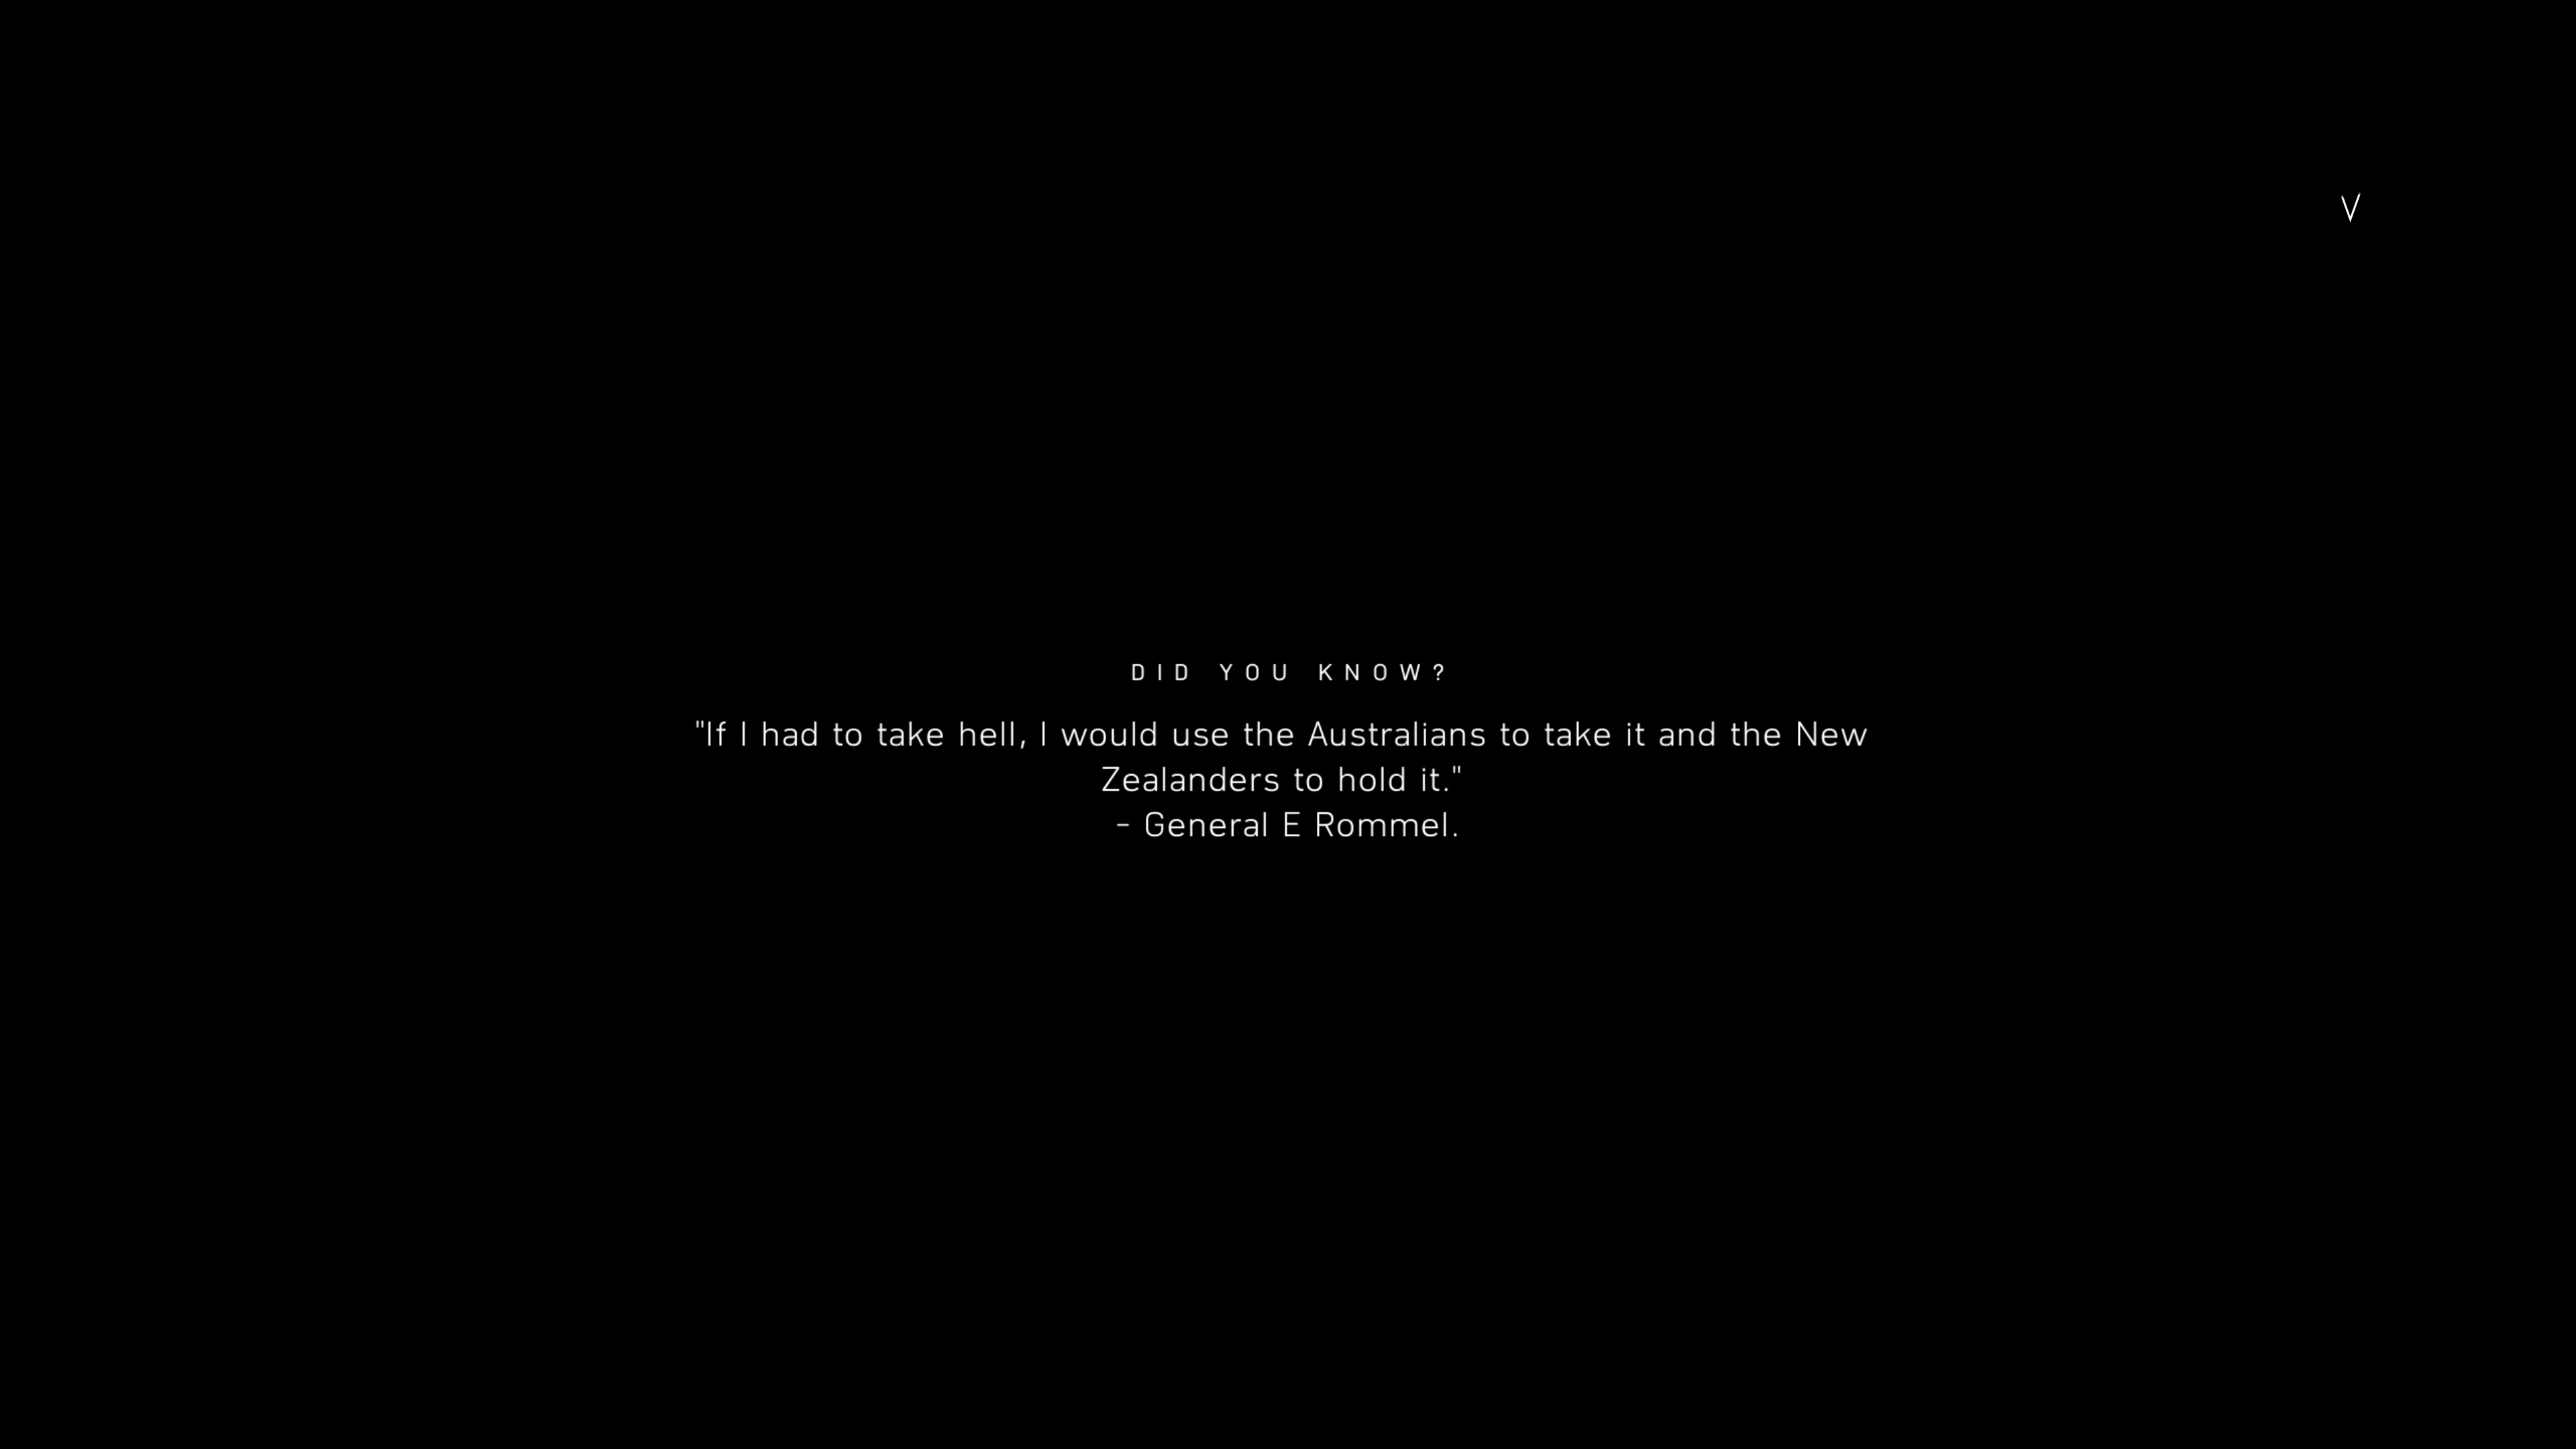 V
DID YOU KNOW?
"If I had to take hell, I would use the Australians to take it and the New
Zealanders to hold it."
- General E Rommel.